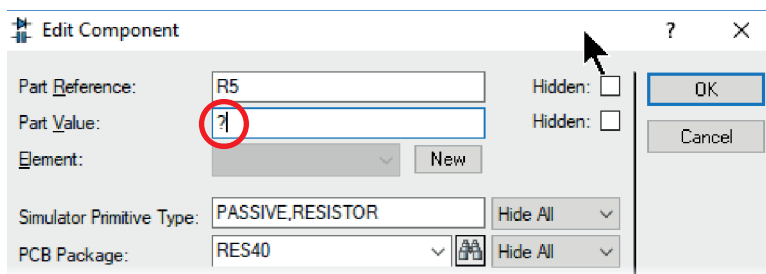 Edit Component ? ×
Part Reference: R5 Hidden: OK
Part Value: ? Hidden: Cancel
Element: New
Simulator Primitive Type: PASSIVE,RESISTOR Hide All
PCB Package: RES40 Hide All